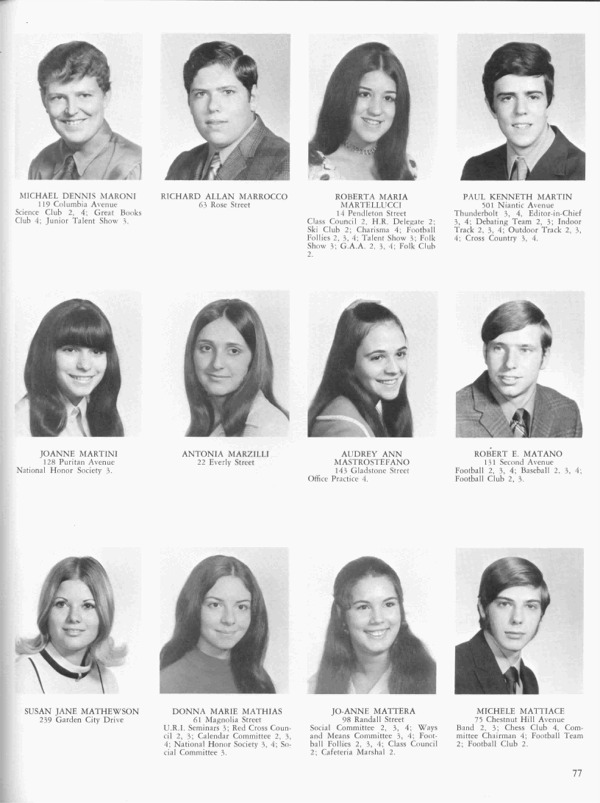 MICHAEL DENNIS MARONI
119 Columbia Avenue
Science Club 2, 4; Great Books
Club 4; Junior Talent Show 3.
RICHARD ALLAN MARROCCO
63 Rose Street
ROBERTA MARIA
MARTELLUCCI
14 Pendleton Street
Class Council 2, H.R. Delegate 2;
Ski Club 2; Charisma 4; Football
Follies 2, 3, 4; Talent Show 3; Folk
Show 3; G.A.A. 2, 3, 4; Folk Club
2.
PAUL KENNETH MARTIN
501 Niantic Avenue
Thunderbolt 3, 4, Editor-in-Chief
3, 4; Debating Team 2, 3; Indoor
Track 2, 3, 4; Outdoor Track 2, 3,
4; Cross Country 3, 4.
JOANNE MARTINI
128 Puritan Avenue
National Honor Society 3.
ANTONIA MARZILLI
22 Everly Street
AUDREY ANN
MASTROSTEFANO
143 Gladstone Street
Office Practice 4.
ROBERT E. MATANO
131 Second Avenue
Football 2, 3, 4; Baseball 2, 3, 4;
Football Club 2, 3.
SUSAN JANE MATHEWSON
239 Garden City Drive
DONNA MARIE MATHIAS
61 Magnolia Street
U.R.I. Seminars 3; Red Cross Coun-
cil 2, 3; Calendar Committee 2, 3,
4; National Honor Society 3, 4; So-
cial Committee 3.
JO-ANNE MATTERA
98 Randall Street
Social Committee 2, 3, 4; Ways
and Means Committee 3, 4; Foot-
ball Follies 2, 3, 4; Class Council
2; Cafeteria Marshal 2.
MICHELE MATTIACE
75 Chestnut Hill Avenue
Band 2, 3; Chess Club 4, Com-
mittee Chairman 4; Football Team
2; Football Club 2.
77